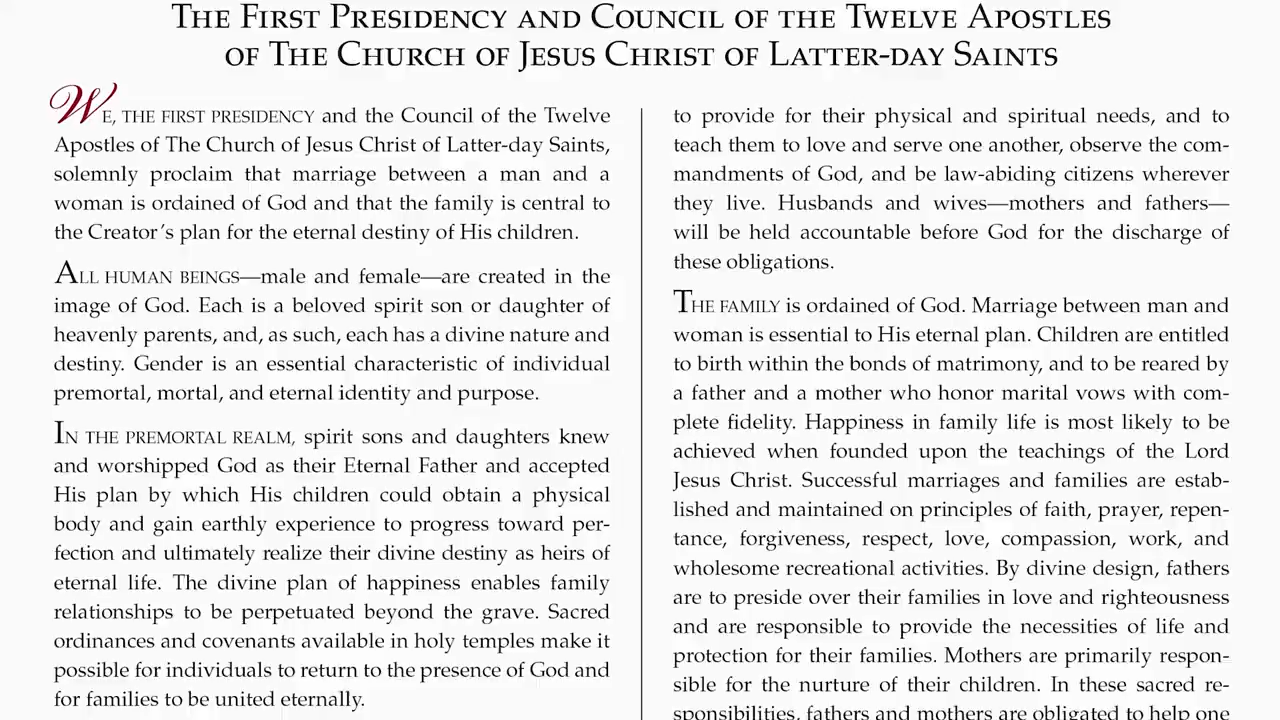 The First Presidency and Council of the Twelve Apostles
of The Church of Jesus Christ of Latter-day Saints
We, the First Presidency and the Council of the Twelve
Apostles of The Church of Jesus Christ of Latter-day Saints,
solemnly proclaim that marriage between a man and a
woman is ordained of God and that the family is central to
the Creator's plan for the eternal destiny of His children.
All human beings—male and female—are created in the
image of God. Each is a beloved spirit son or daughter of
heavenly parents, and, as such, each has a divine nature and
destiny. Gender is an essential characteristic of individual
premortal, mortal, and eternal identity and purpose.
In the premortal realm, spirit sons and daughters knew
and worshipped God as their Eternal Father and accepted
His plan by which His children could obtain a physical
body and gain earthly experience to progress toward per-
fection and ultimately realize their divine destiny as heirs of
eternal life. The divine plan of happiness enables family
relationships to be perpetuated beyond the grave. Sacred
ordinances and covenants available in holy temples make it
possible for individuals to return to the presence of God and
for families to be united eternally.
to provide for their physical and spiritual needs, and to
teach them to love and serve one another, observe the com-
mandments of God, and be law-abiding citizens wherever
they live. Husbands and wives—mothers and fathers—
will be held accountable before God for the discharge of
these obligations.
The family is ordained of God. Marriage between man and
woman is essential to His eternal plan. Children are entitled
to birth within the bonds of matrimony, and to be reared by
a father and a mother who honor marital vows with com-
plete fidelity. Happiness in family life is most likely to be
achieved when founded upon the teachings of the Lord
Jesus Christ. Successful marriages and families are estab-
lished and maintained on principles of faith, prayer, repen-
tance, forgiveness, respect, love, compassion, work, and
wholesome recreational activities. By divine design, fathers
are to preside over their families in love and righteousness
and are responsible to provide the necessities of life and
protection for their families. Mothers are primarily respon-
sible for the nurture of their children. In these sacred re-
sponsibilities, fathers and mothers are obligated to help one